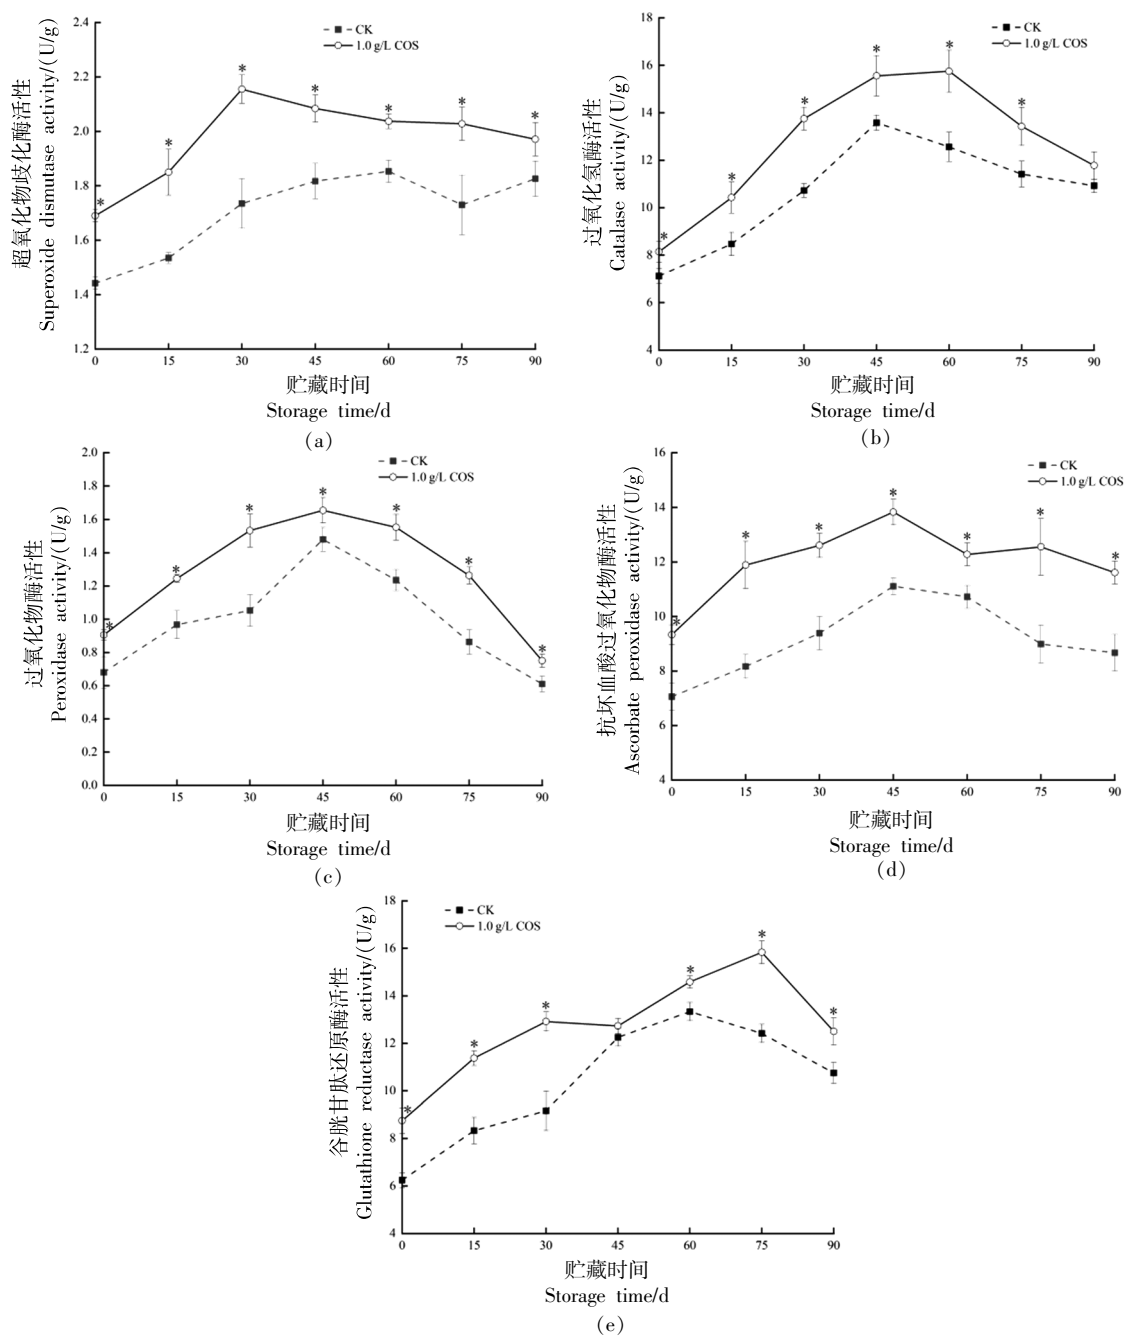 超氧化物歧化酶活性
Superoxide dismutase activity/(U/g)
2.4
2.2
2.0
1.8
1.6
1.4
1.2
CK
1.0 g/L COS
* * * * * * *
0 15 30 45 60 75 90
贮藏时间
Storage time/d
(a)
过氧化氢酶活性
Catalase activity/(U/g)
18
16
14
12
10
8
6
4
CK
1.0 g/L COS
* * * * * *
0 15 30 45 60 75 90
贮藏时间
Storage time/d
(b)
过氧化物酶活性
Peroxidase activity/(U/g)
2.0
1.8
1.6
1.4
1.2
1.0
0.8
0.6
0.4
0.2
0.0
CK
1.0 g/L COS
* * * * * * *
0 15 30 45 60 75 90
贮藏时间
Storage time/d
(c)
抗坏血酸过氧化物酶活性
Ascorbate peroxidase activity/(U/g)
16
14
12
10
8
6
4
CK
1.0 g/L COS
* * * * * * *
0 15 30 45 60 75 90
贮藏时间
Storage time/d
(d)
谷胱甘肽还原酶活性
Glutathione reductase activity/(U/g)
18
16
14
12
10
8
6
4
CK
1.0 g/L COS
* * * * * *
0 15 30 45 60 75 90
贮藏时间
Storage time/d
(e)